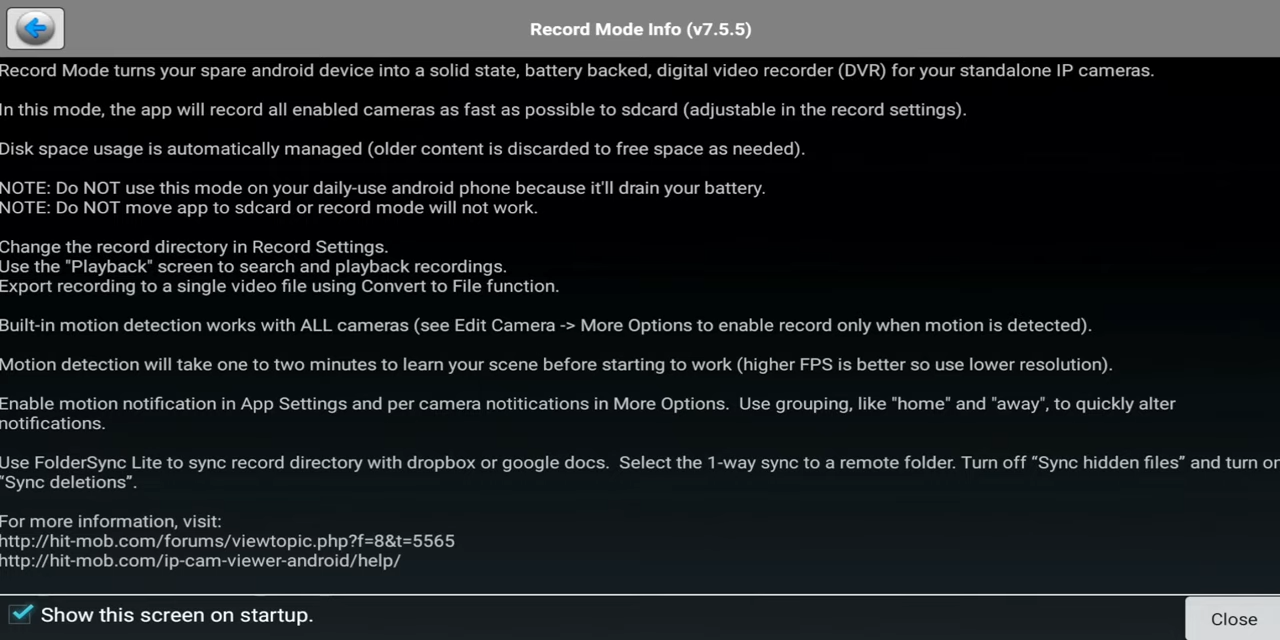 Record Mode Info (v7.5.5)
Record Mode turns your spare android device into a solid state, battery backed, digital video recorder (DVR) for your standalone IP cameras.
In this mode, the app will record all enabled cameras as fast as possible to sdcard (adjustable in the record settings).
Disk space usage is automatically managed (older content is discarded to free space as needed).
NOTE: Do NOT use this mode on your daily-use android phone because it'll drain your battery.
NOTE: Do NOT move app to sdcard or record mode will not work.
Change the record directory in Record Settings.
Use the "Playback" screen to search and playback recordings.
Export recording to a single video file using Convert to File function.
Built-in motion detection works with ALL cameras (see Edit Camera -> More Options to enable record only when motion is detected).
Motion detection will take one to two minutes to learn your scene before starting to work (higher FPS is better so use lower resolution).
Enable motion notification in App Settings and per camera notitications in More Options.  Use grouping, like "home" and "away", to quickly alter
notifications.
Use FolderSync Lite to sync record directory with dropbox or google docs.  Select the 1-way sync to a remote folder. Turn off “Sync hidden files” and turn on
“Sync deletions”.
For more information, visit:
http://hit-mob.com/forums/viewtopic.php?f=8&t=5565
http://hit-mob.com/ip-cam-viewer-android/help/
Show this screen on startup.
Close